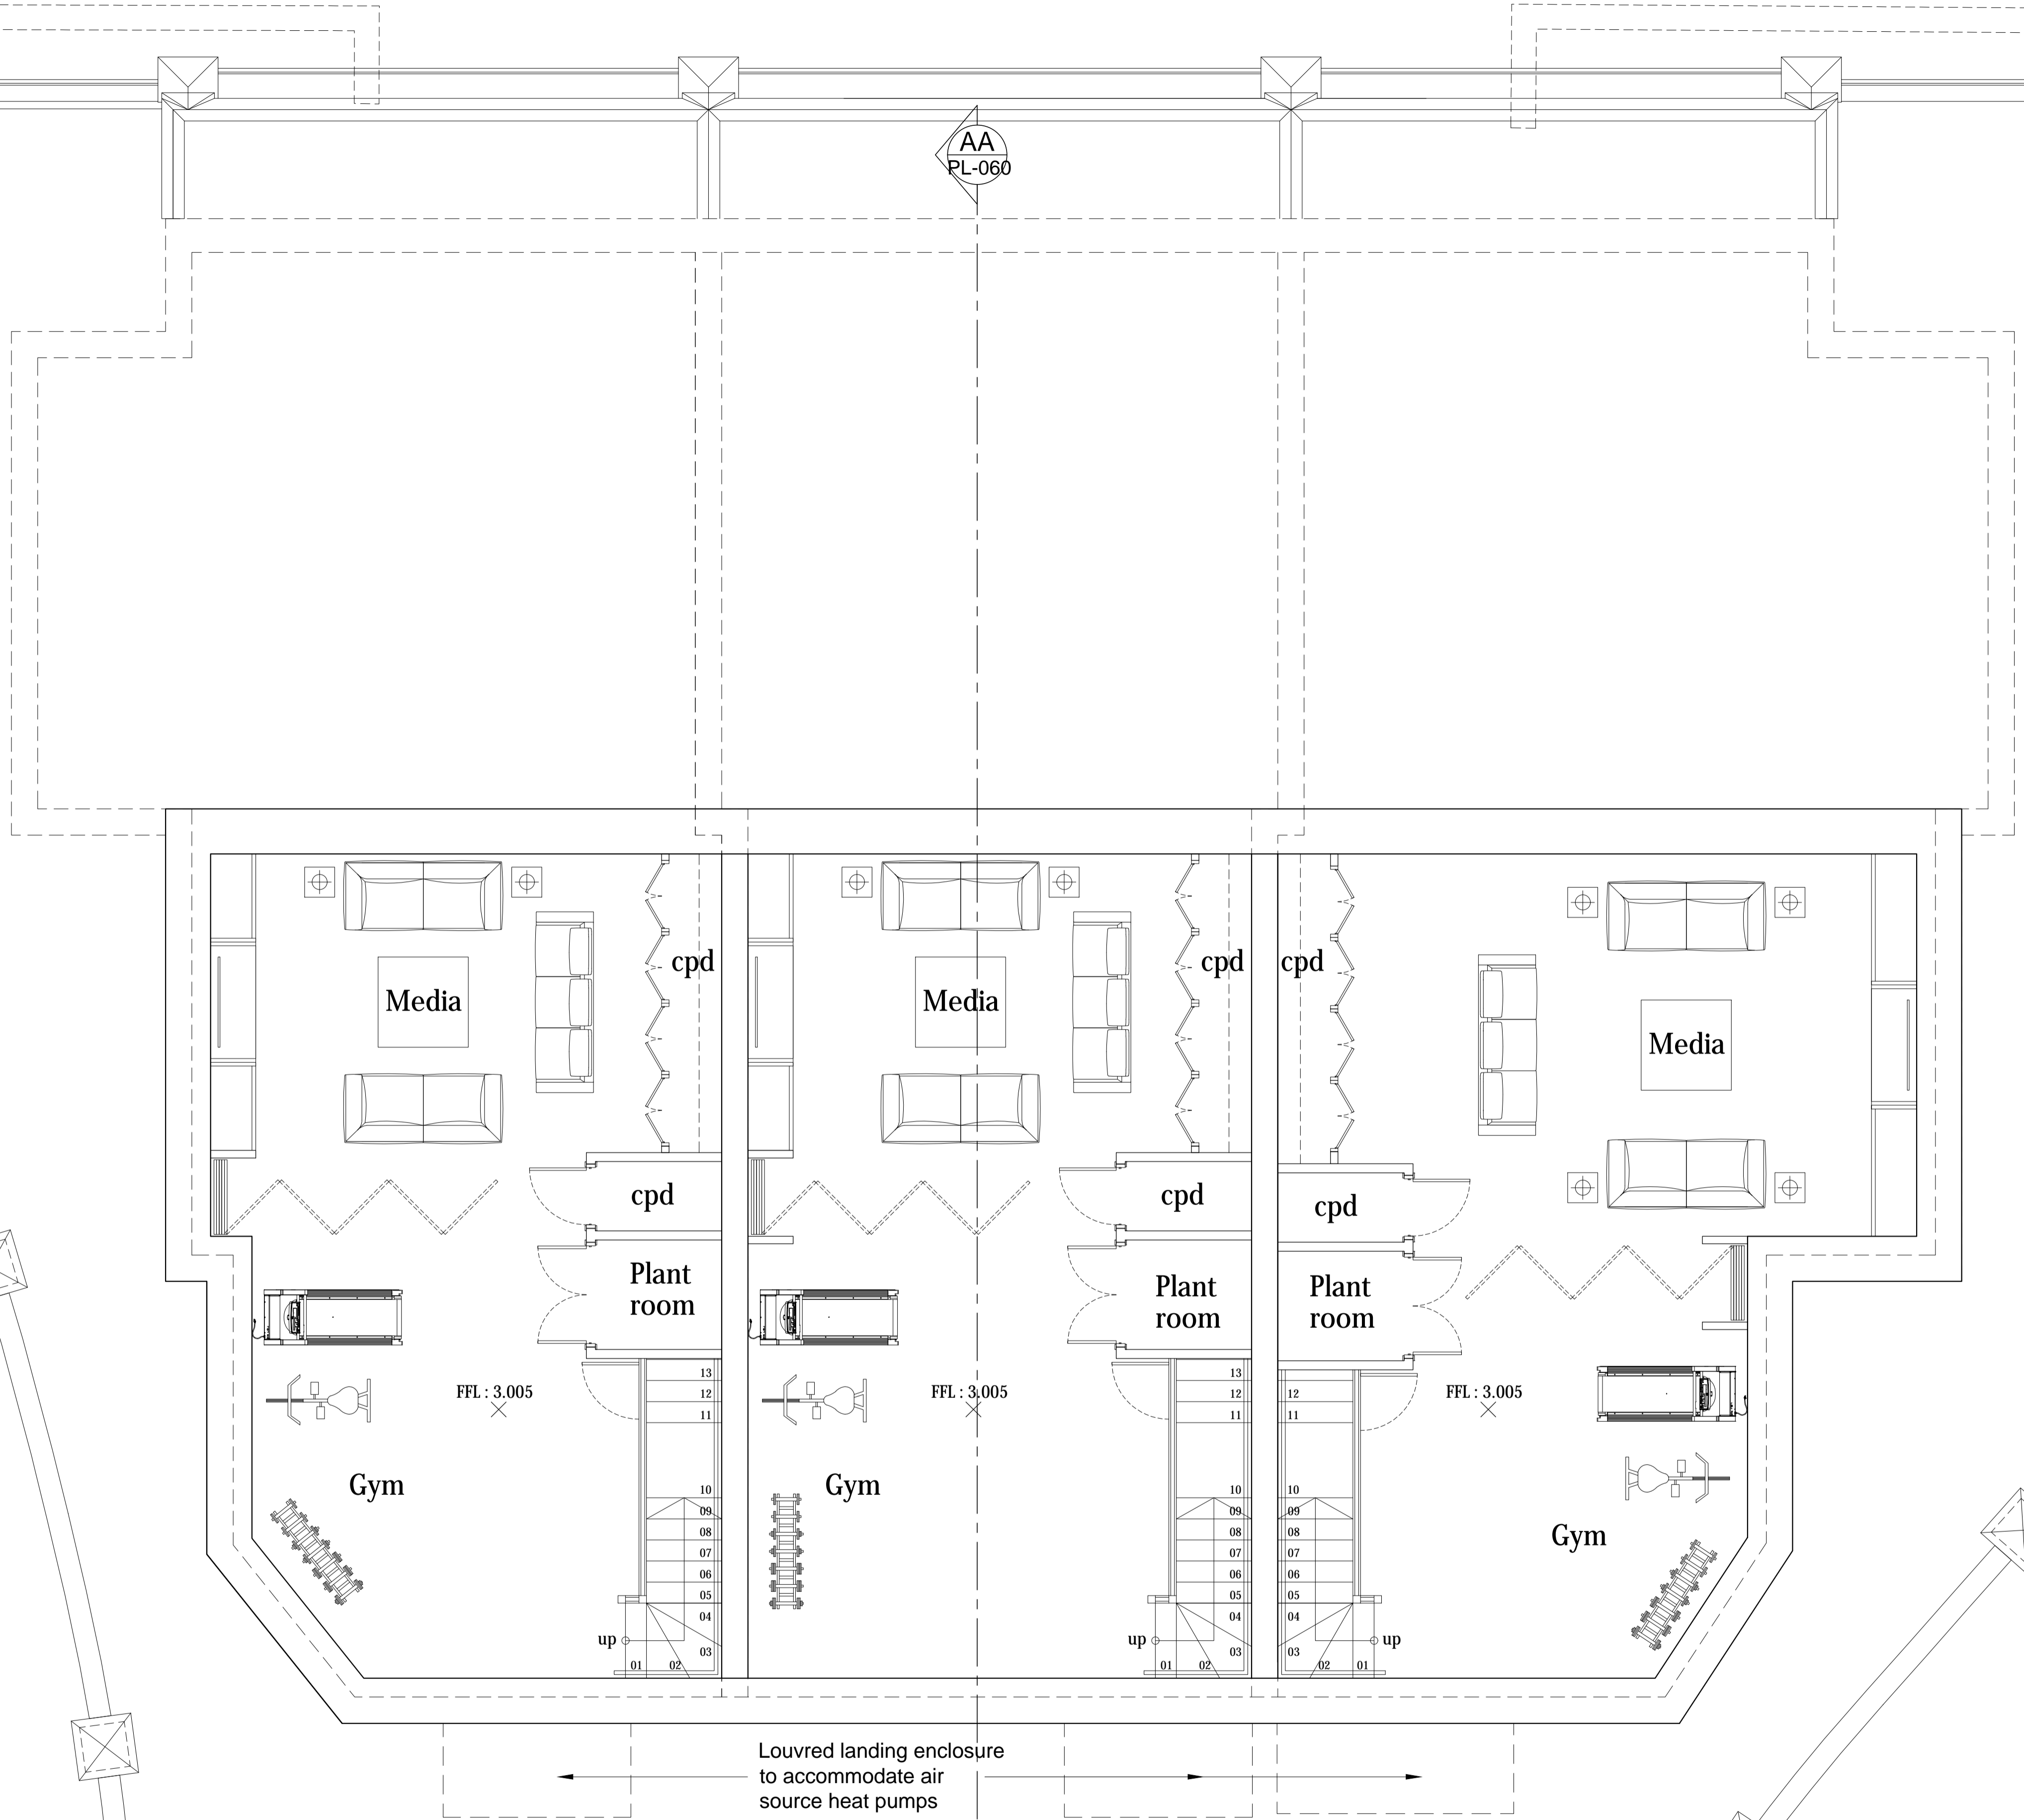 AA
PL-060
cpd
cpd
cpd
Media
Media
Media
cpd
cpd
cpd
Plant
room
Plant
room
Plant
room
13
12
11
10
09
08
07
06
05
04
03
02
01
up
FFL : 3.005
Gym
13
12
11
10
09
08
07
06
05
04
03
02
01
up
FFL : 3.005
Gym
12
11
10
09
08
07
06
05
04
03
02
01
up
FFL : 3.005
Gym
Louvred landing enclosure
to accommodate air
source heat pumps